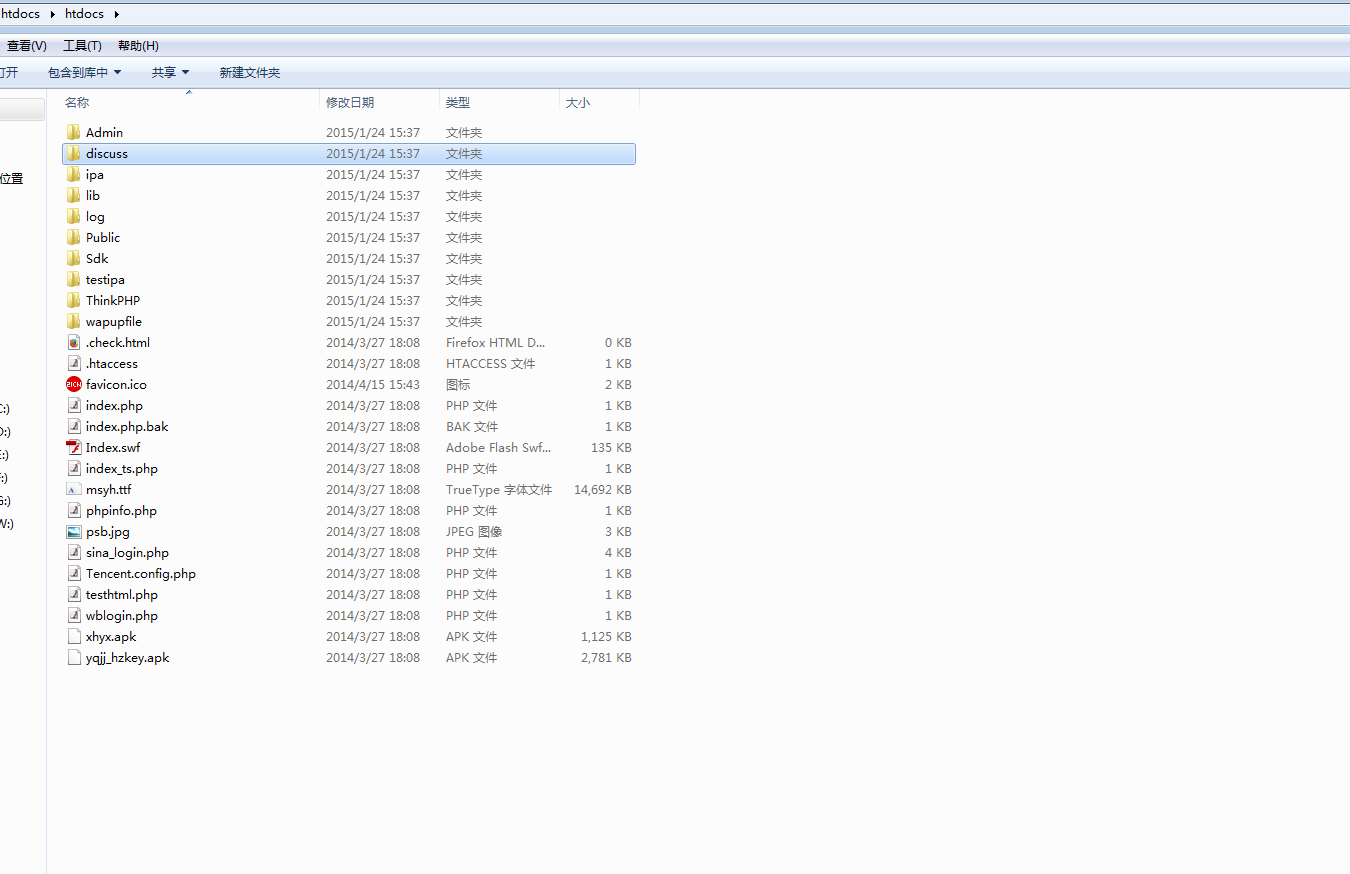 htdocs ▸ htdocs ▸
查看(V) 工具(T) 帮助(H)
打开 包含到库中 共享 新建文件夹
名称 修改日期 类型 大小
Admin 2015/1/24 15:37 文件夹
discuss 2015/1/24 15:37 文件夹
ipa 2015/1/24 15:37 文件夹
位置
lib 2015/1/24 15:37 文件夹
log 2015/1/24 15:37 文件夹
Public 2015/1/24 15:37 文件夹
Sdk 2015/1/24 15:37 文件夹
testipa 2015/1/24 15:37 文件夹
ThinkPHP 2015/1/24 15:37 文件夹
wapupfile 2015/1/24 15:37 文件夹
.check.html 2014/3/27 18:08 Firefox HTML D... 0 KB
.htaccess 2014/3/27 18:08 HTACCESS 文件 1 KB
favicon.ico 2014/4/15 15:43 图标 2 KB
C:) index.php 2014/3/27 18:08 PHP 文件 1 KB
D:) index.php.bak 2014/3/27 18:08 BAK 文件 1 KB
E:) Index.swf 2014/3/27 18:08 Adobe Flash Swf... 135 KB
F:) index_ts.php 2014/3/27 18:08 PHP 文件 1 KB
G:) msyh.ttf 2014/3/27 18:08 TrueType 字体文件 14,692 KB
W:) phpinfo.php 2014/3/27 18:08 PHP 文件 1 KB
psb.jpg 2014/3/27 18:08 JPEG 图像 3 KB
sina_login.php 2014/3/27 18:08 PHP 文件 4 KB
Tencent.config.php 2014/3/27 18:08 PHP 文件 1 KB
testhtml.php 2014/3/27 18:08 PHP 文件 1 KB
wblogin.php 2014/3/27 18:08 PHP 文件 1 KB
xhyx.apk 2014/3/27 18:08 APK 文件 1,125 KB
yqjj_hzkey.apk 2014/3/27 18:08 APK 文件 2,781 KB